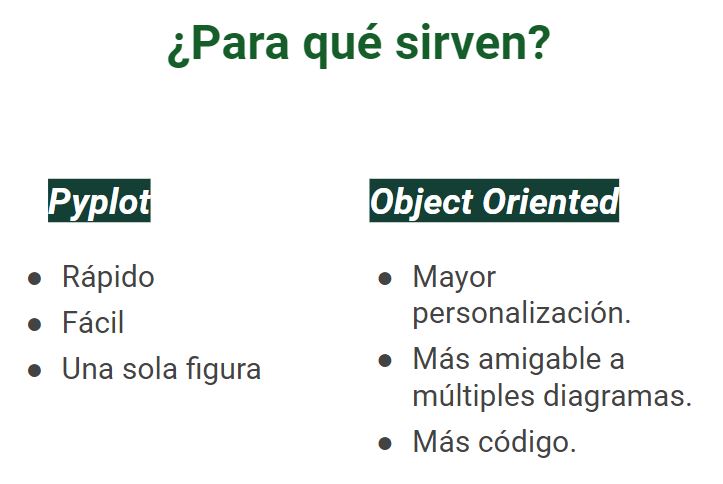 ¿Para qué sirven?
Pyplot
● Rápido
● Fácil
● Una sola figura
Object Oriented
● Mayor
personalización.
● Más amigable a
múltiples diagramas.
● Más código.